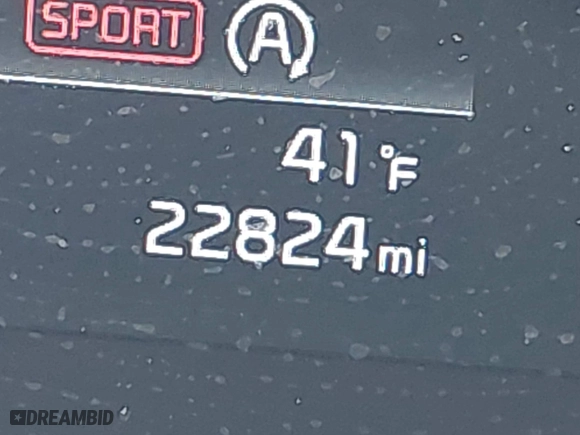 SPORT A
41 °F
22824 mi
DREAMBID